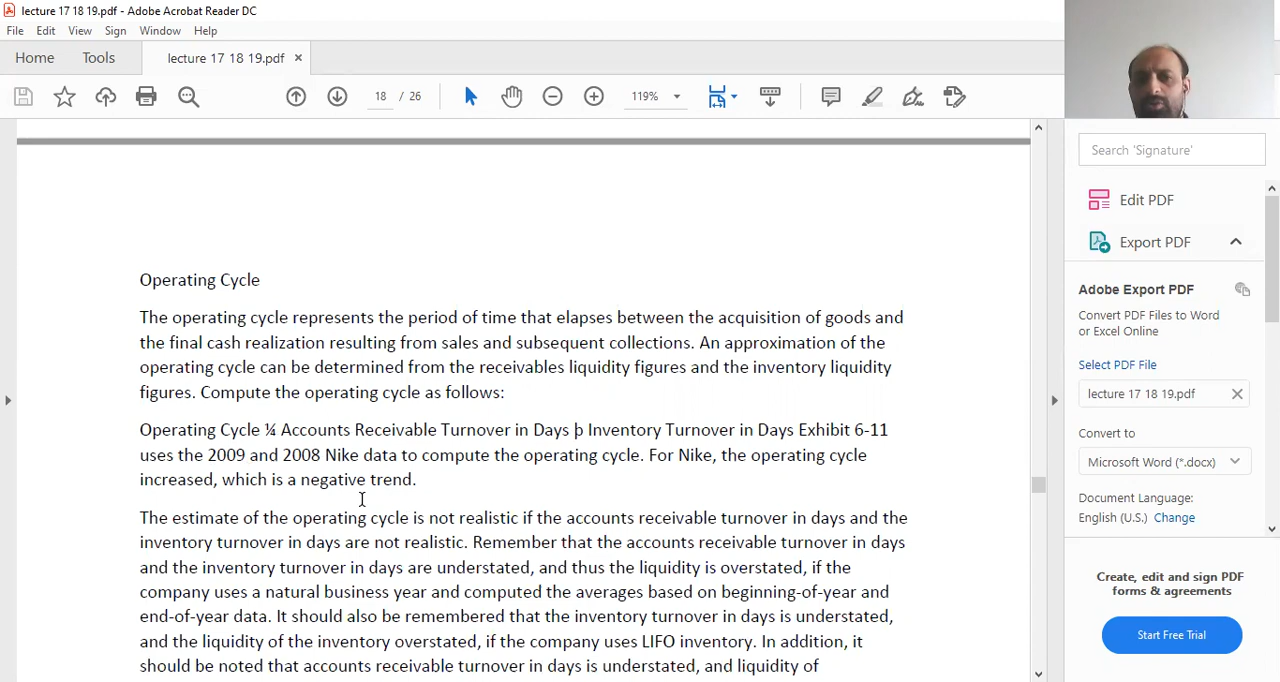 lecture 17 18 19.pdf - Adobe Acrobat Reader DC
File Edit View Sign Window Help
Home Tools lecture 17 18 19.pdf ×
18 / 26 119%
Search 'Signature'
Edit PDF
Export PDF
Adobe Export PDF
Convert PDF Files to Word
or Excel Online
Select PDF File
lecture 17 18 19.pdf
Convert to
Microsoft Word (*.docx)
Document Language:
English (U.S.) Change
Create, edit and sign PDF
forms & agreements
Start Free Trial
Operating Cycle
The operating cycle represents the period of time that elapses between the acquisition of goods and
the final cash realization resulting from sales and subsequent collections. An approximation of the
operating cycle can be determined from the receivables liquidity figures and the inventory liquidity
figures. Compute the operating cycle as follows:
Operating Cycle ¼ Accounts Receivable Turnover in Days þ Inventory Turnover in Days Exhibit 6-11
uses the 2009 and 2008 Nike data to compute the operating cycle. For Nike, the operating cycle
increased, which is a negative trend.
The estimate of the operating cycle is not realistic if the accounts receivable turnover in days and the
inventory turnover in days are not realistic. Remember that the accounts receivable turnover in days
and the inventory turnover in days are understated, and thus the liquidity is overstated, if the
company uses a natural business year and computed the averages based on beginning-of-year and
end-of-year data. It should also be remembered that the inventory turnover in days is understated,
and the liquidity of the inventory overstated, if the company uses LIFO inventory. In addition, it
should be noted that accounts receivable turnover in days is understated, and liquidity of